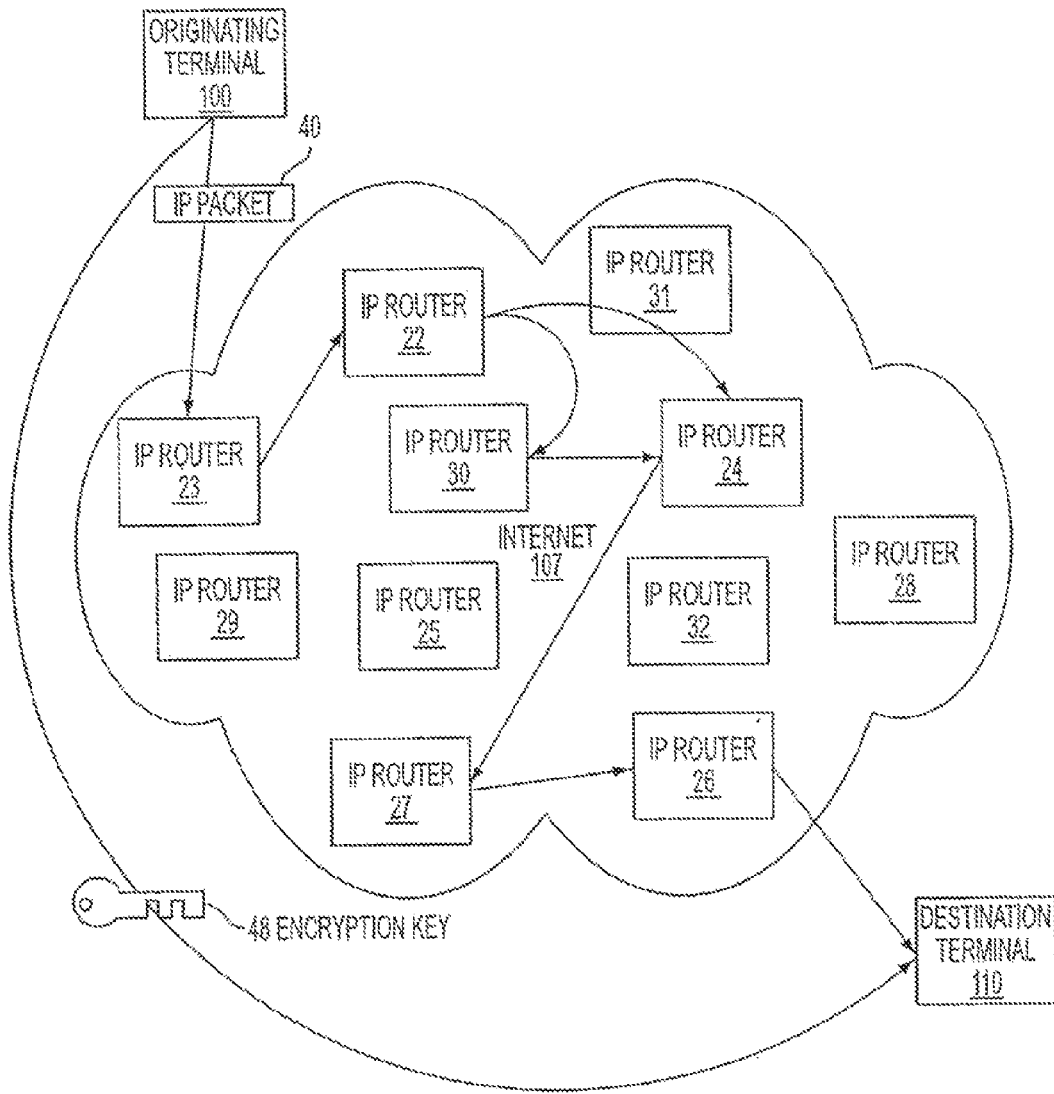 ORIGINATING
TERMINAL
100
40
IP PACKET
IP ROUTER
31
IP ROUTER
22
IP ROUTER
23
IP ROUTER
30
IP ROUTER
24
INTERNET
107
IP ROUTER
29
IP ROUTER
25
IP ROUTER
32
IP ROUTER
28
IP ROUTER
27
IP ROUTER
26
48 ENCRYPTION KEY
DESTINATION
TERMINAL
110